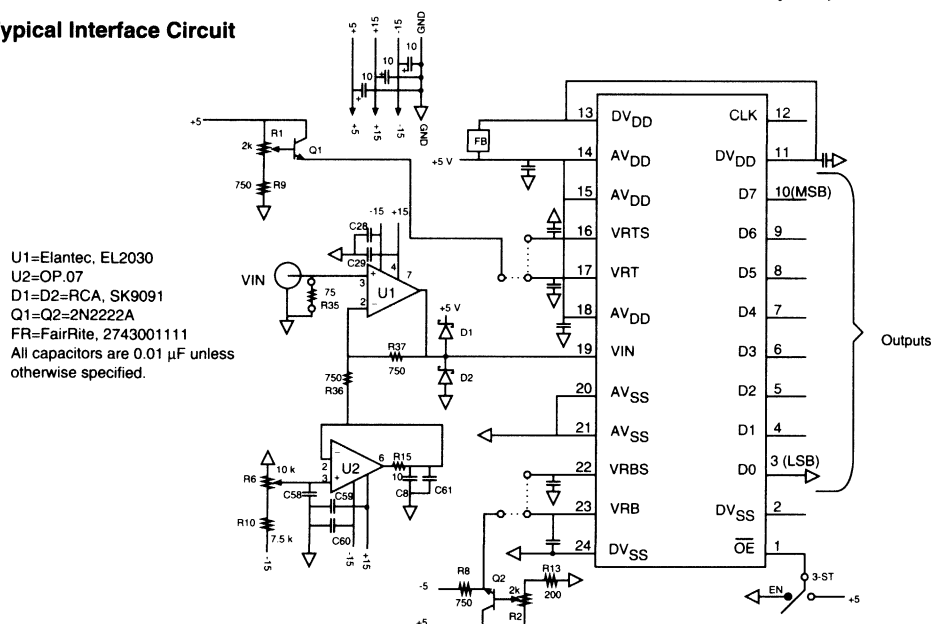 ypical Interface Circuit
+5
+15
-15
GND
10
10
10
+5
+15
-15
GND
+5
R1
2k
Q1
750
R9
FB
+5 V
13
DVDD
CLK
12
14
AVDD
DVDD
11
15
AVDD
D7
10(MSB)
16
VRTS
D6
9
17
VRT
D5
8
18
AVDD
D4
7
19
VIN
D3
6
20
AVSS
D2
5
21
AVSS
D1
4
22
VRBS
D0
3 (LSB)
23
VRB
DVSS
2
24
DVSS
OE
1
Outputs
3-ST
EN
+5
-15
+15
C28
C29
4
7
VIN
3
+
U1
2
−
75
R35
+5 V
D1
D2
R37
750
750
R36
U1=Elantec, EL2030
U2=OP.07
D1=D2=RCA, SK9091
Q1=Q2=2N2222A
FR=FairRite, 2743001111
All capacitors are 0.01 µF unless
otherwise specified.
−
2
U2
6
R15
3
+
10
C8
C61
R6
10 k
C58
C59
C60
R10
7.5 k
-15
-15
+15
R8
-5
750
Q2
2k
R13
200
R2
+5